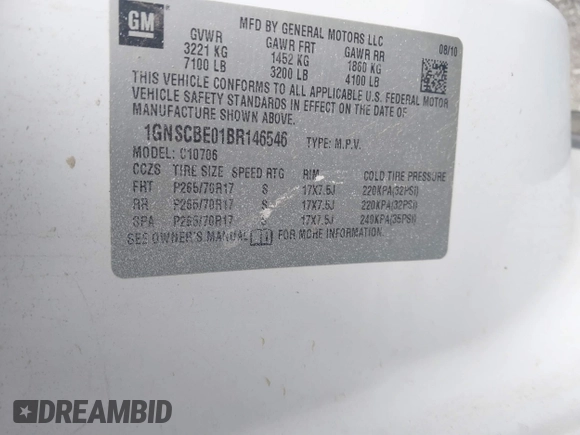 GM
MFD BY GENERAL MOTORS LLC
08/10
GVWR GAWR FRT GAWR RR
3221 KG 1452 KG 1860 KG
7100 LB 3200 LB 4100 LB
THIS VEHICLE CONFORMS TO ALL APPLICABLE U.S. FEDERAL MOTOR
VEHICLE SAFETY STANDARDS IN EFFECT ON THE DATE OF
MANUFACTURE SHOWN ABOVE.
1GNSCBE01BR146546 TYPE: M.P.V.
MODEL: C10706
CCZS TIRE SIZE SPEED RTG RIM COLD TIRE PRESSURE
FRT P265/70R17 S 17X7.5J 220KPA(32PSI)
RR P265/70R17 S 17X7.5J 220KPA(32PSI)
SPA P265/70R17 S 17X7.5J 240KPA(35PSI)
SEE OWNER'S MANUAL FOR MORE INFORMATION.
DREAMBID